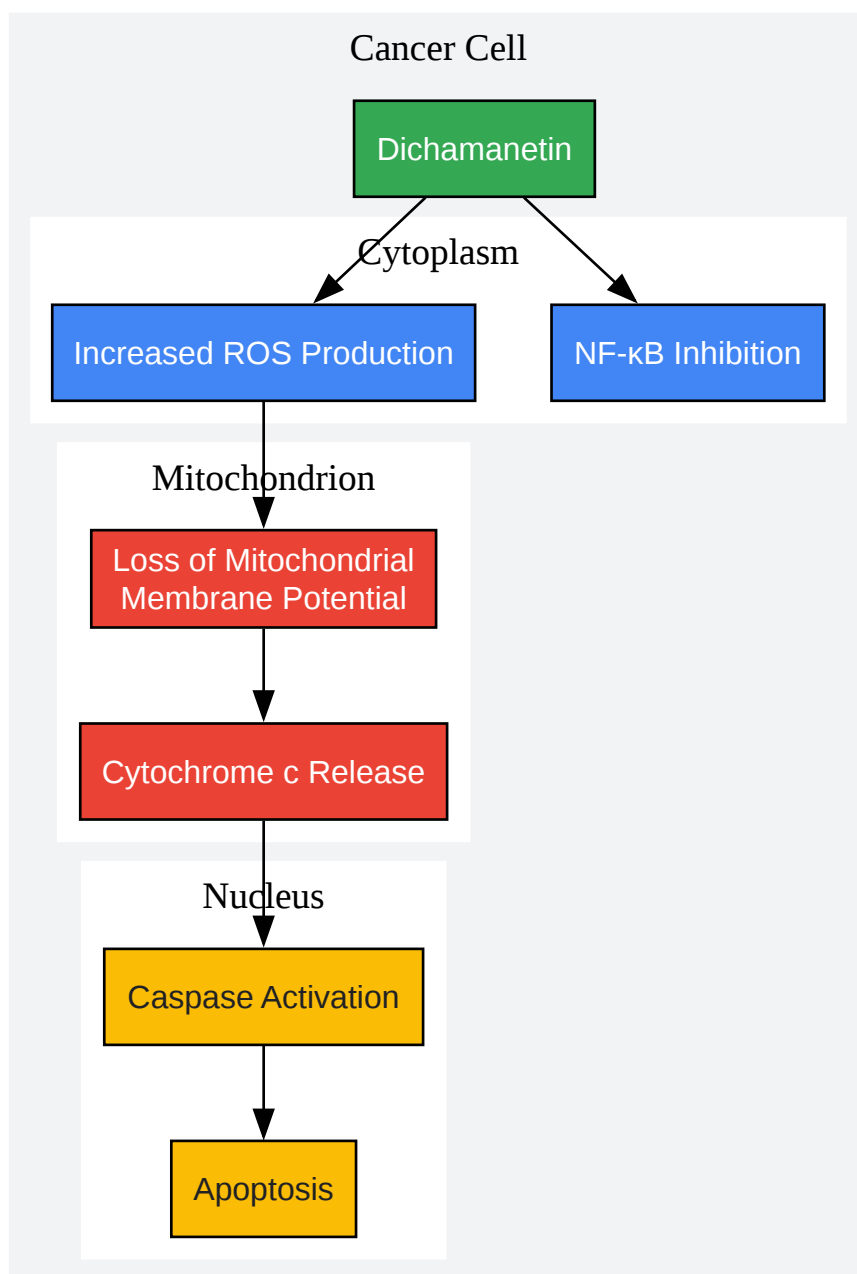 Cancer Cell
Dichamanetin
Cytoplasm
Increased ROS Production
NF-κB Inhibition
Mitochondrion
Loss of Mitochondrial
Membrane Potential
Cytochrome c Release
Nucleus
Caspase Activation
Apoptosis